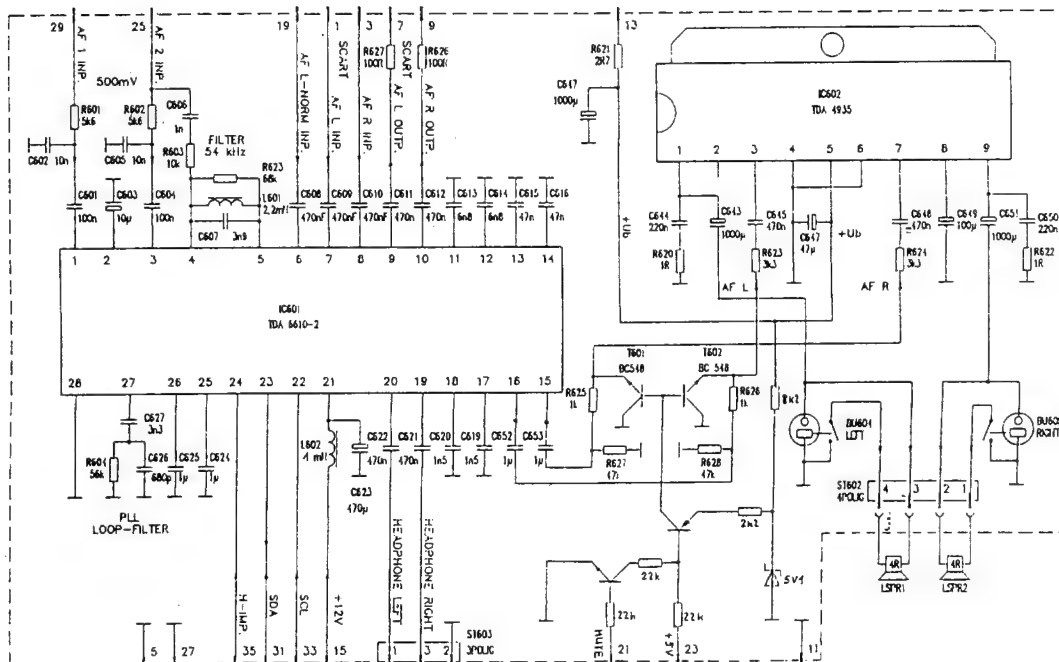 29
25
19
1
3
7
9
13
AF 1 INP.
AF 2 INP.
AF L-NORM INP.
SCART
AF L INP.
AF R INP.
SCART
AF L OUTP.
AF R OUTP.
R627
100R
R626
100R
R621
2R7
C647
1000µ
500mV
R601
5k6
R602
5k6
C606
1n
C602 10n
C605 10n
R603
10k
FILTER
54 kHz
R623
68k
L601
2,2mH
C607 3n9
C601
100n
C603
10µ
C604
100n
C608
470nF
C609
470nF
C610
470nF
C611
470n
C612
470n
C613
6n8
C614
6n8
C615
47n
C616
47n
IC602
TDA 4935
1 2 3 4 5 6 7 8 9
C644
220n
C643
1000µ
C645
470n
C647
47µ
+Ub
+Ub
C648
470n
C649
100µ
C651
1000µ
C650
220n
R620
1R
R623
3k3
R624
3k3
R622
1R
AF L
AF R
1 2 3 4 5 6 7 8 9 10 11 12 13 14
IC601
TDA 6610-2
28 27 26 25 24 23 22 21 20 19 18 17 16 15
T601
BC548
T602
BC 548
R625
1k
R626
1k
8k2
R627
47k
R628
47k
C627
3n3
R604
56k
C626
680p
C625
1µ
C624
1µ
PLL
LOOP-FILTER
L602
1 mH
C623
470µ
C622
470n
C621
470n
C620
1n5
C619
1n5
C652
1µ
C653
1µ
BU601
LEFT
RIGHT
ST602
4POLIG
4 3 2 1
4R
LSPR1
4R
LSPR2
2k2
5V1
22k
22k
22k
H-IMP.
SDA
SCL
+12V
HEADPHONE LEFT
HEADPHONE RIGHT
ST603
3POLIG
MUTE
+5V
5
27
35
31
33
15
1
3
2
21
23
11